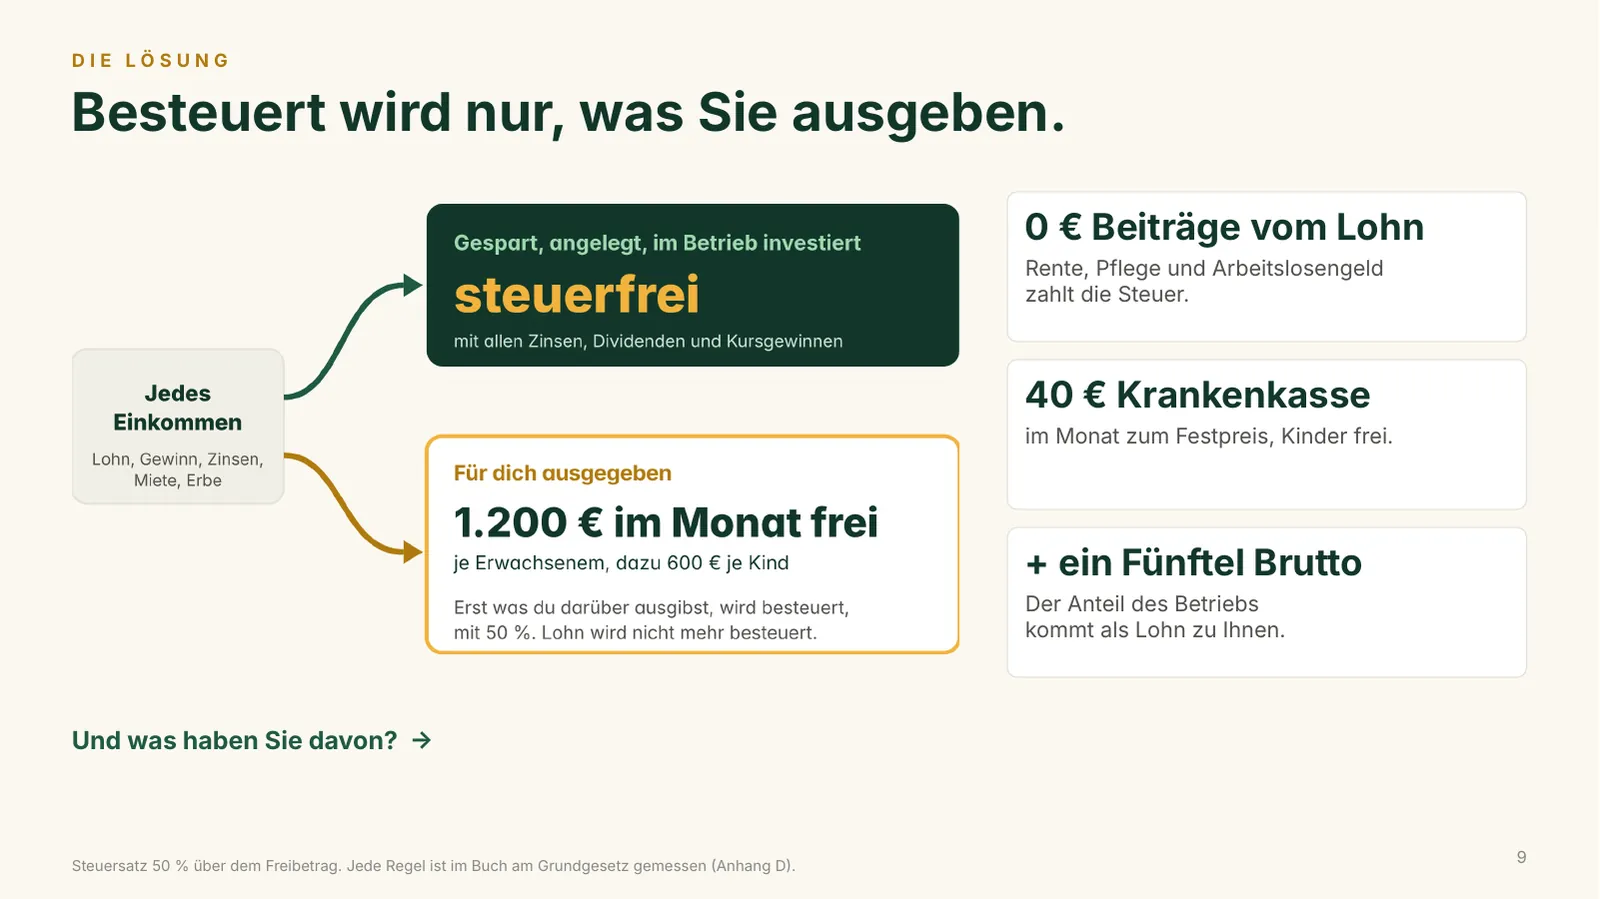 DIE LÖSUNG
Besteuert wird nur, was Sie ausgeben.
Jedes
Einkommen
Lohn, Gewinn, Zinsen,
Miete, Erbe
Gespart, angelegt, im Betrieb investiert
steuerfrei
mit allen Zinsen, Dividenden und Kursgewinnen
Für dich ausgegeben
1.200 € im Monat frei
je Erwachsenem, dazu 600 € je Kind
Erst was du darüber ausgibst, wird besteuert,
mit 50 %. Lohn wird nicht mehr besteuert.
0 € Beiträge vom Lohn
Rente, Pflege und Arbeitslosengeld
zahlt die Steuer.
40 € Krankenkasse
im Monat zum Festpreis, Kinder frei.
+ ein Fünftel Brutto
Der Anteil des Betriebs
kommt als Lohn zu Ihnen.
Und was haben Sie davon? →
Steuersatz 50 % über dem Freibetrag. Jede Regel ist im Buch am Grundgesetz gemessen (Anhang D).
9